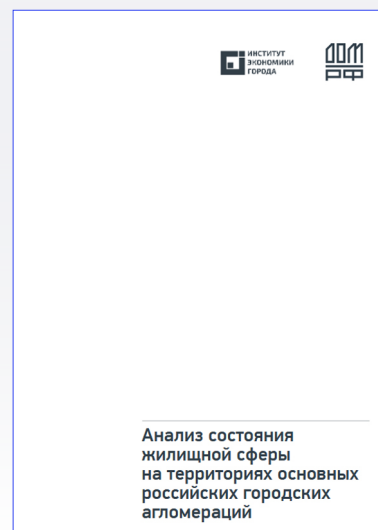 ИНСТИТУТ
ЭКОНОМИКИ
ГОРОДА
ДОМ
РФ
Анализ состояния
жилищной сферы
на территориях основных
российских городских
агломераций